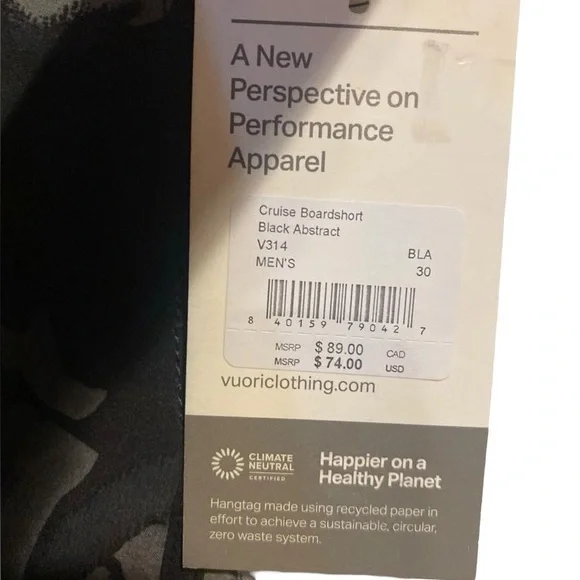 A New
Perspective on
Performance
Apparel
Cruise Boardshort
Black Abstract
V314 BLA
MEN'S 30
8 40159 79042 7
MSRP $ 89.00 CAD
MSRP $ 74.00 USD
vuoriclothing.com
CLIMATE
NEUTRAL
CERTIFIED
Happier on a
Healthy Planet
Hangtag made using recycled paper in
effort to achieve a sustainable, circular,
zero waste system.